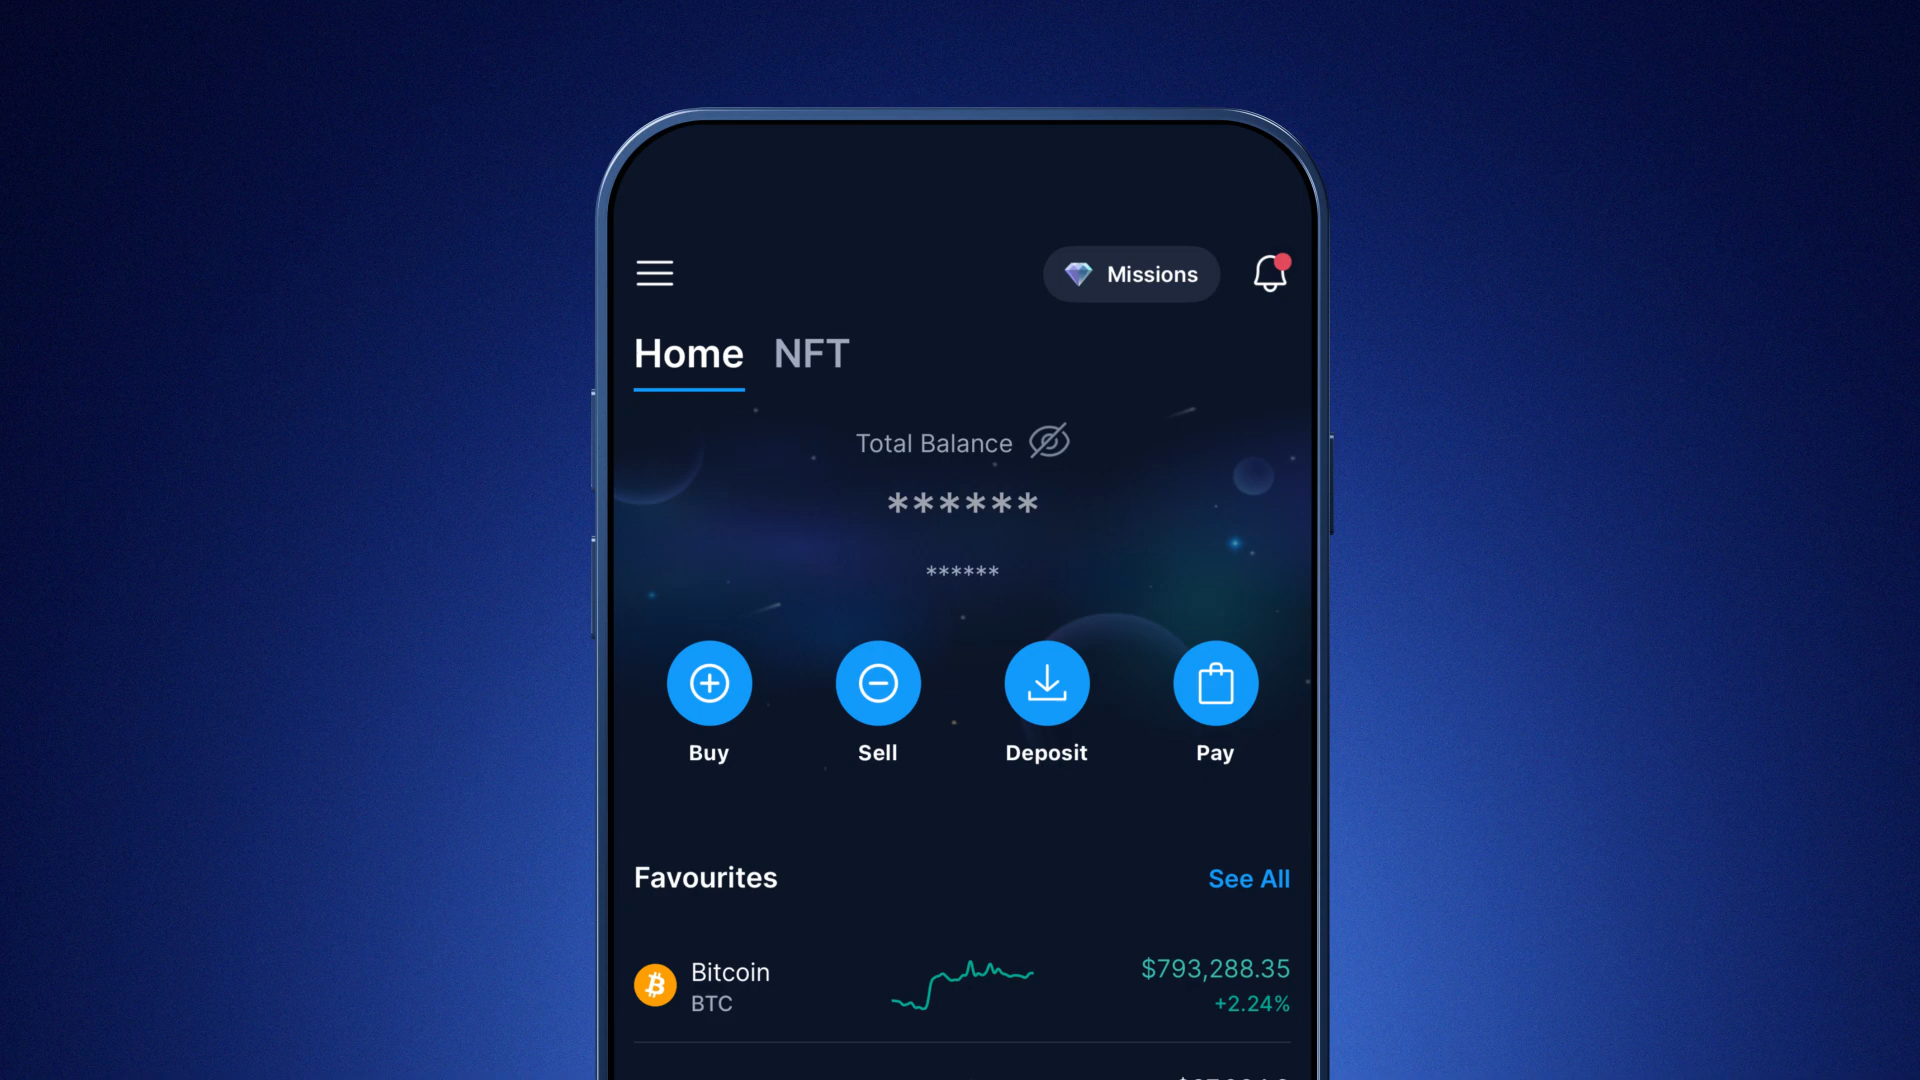 Missions
Home NFT
Total Balance
******
******
Buy Sell Deposit Pay
Favourites See All
Bitcoin $793,288.35
BTC +2.24%